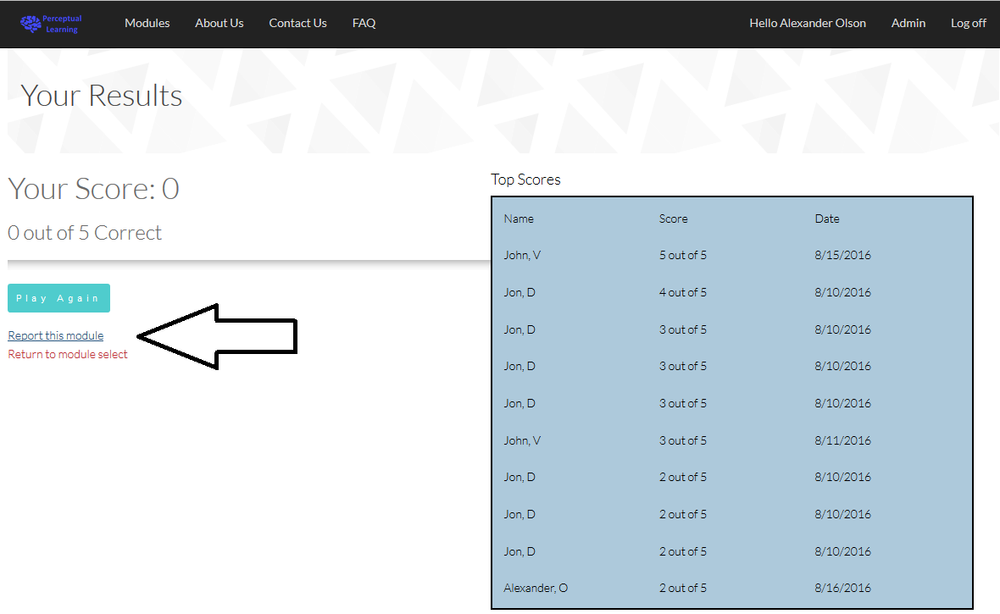 Perceptual
Learning
Modules About Us Contact Us FAQ Hello Alexander Olson Admin Log off
Your Results
Your Score: 0
0 out of 5 Correct
Play Again
Report this module
Return to module select
Top Scores
Name Score Date
John, V 5 out of 5 8/15/2016
Jon, D 4 out of 5 8/10/2016
Jon, D 3 out of 5 8/10/2016
Jon, D 3 out of 5 8/10/2016
Jon, D 3 out of 5 8/10/2016
John, V 3 out of 5 8/11/2016
Jon, D 2 out of 5 8/10/2016
Jon, D 2 out of 5 8/10/2016
Jon, D 2 out of 5 8/10/2016
Alexander, O 2 out of 5 8/16/2016